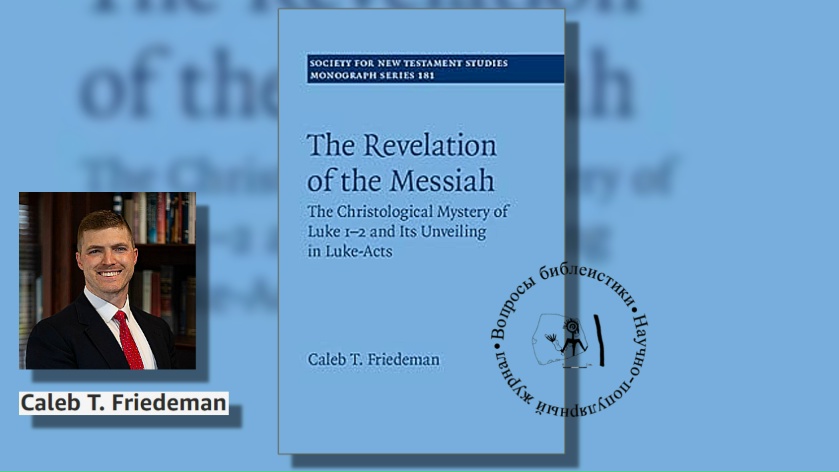 SOCIETY FOR NEW TESTAMENT STUDIES
MONOGRAPH SERIES 181
The Revelation
of the Messiah
The Christological Mystery of
Luke 1–2 and Its Unveiling
in Luke-Acts
Caleb T. Friedeman
Caleb T. Friedeman
• Вопросы библеистики • Научно-популярный журнал